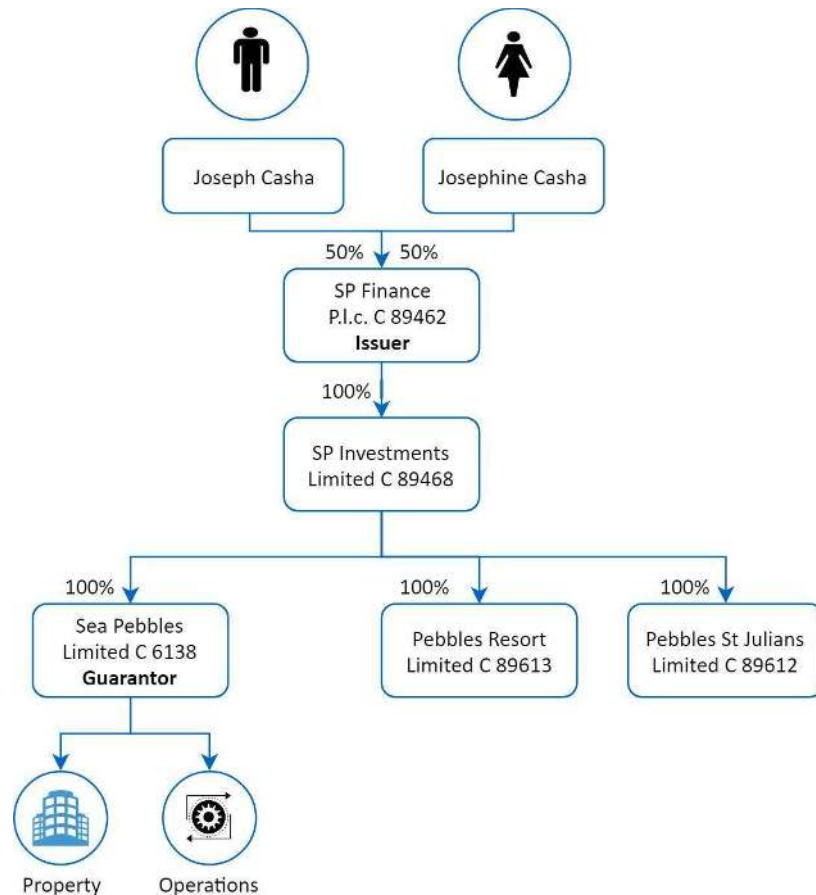 Joseph Casha
Josephine Casha
50% 50%
SP Finance
P.l.c. C 89462
Issuer
100%
SP Investments
Limited C 89468
100%
100%
100%
Sea Pebbles
Limited C 6138
Guarantor
Pebbles Resort
Limited C 89613
Pebbles St Julians
Limited C 89612
Property
Operations